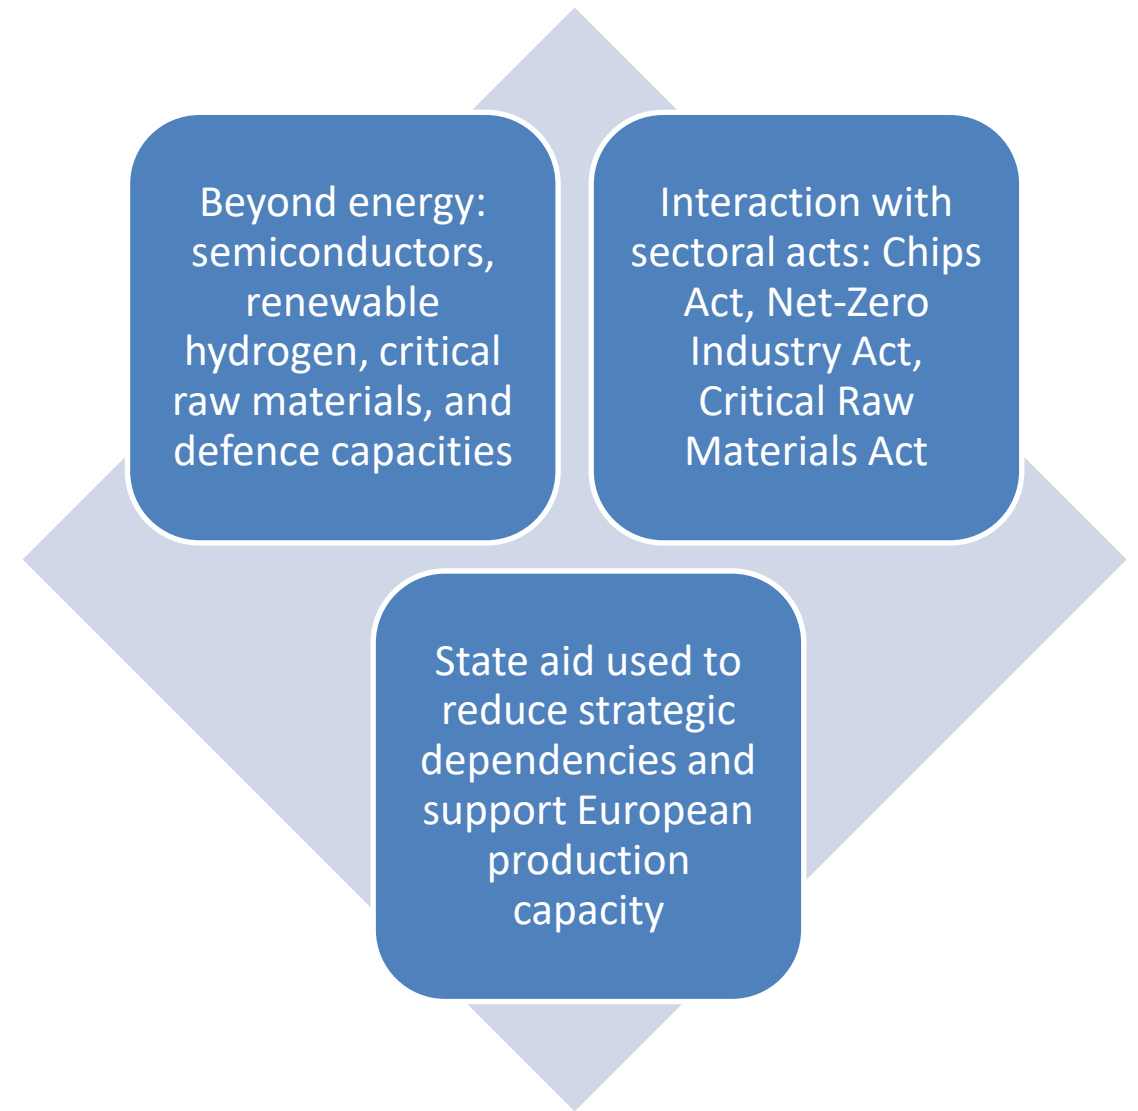 Beyond energy:
semiconductors,
renewable
hydrogen, critical
raw materials, and
defence capacities
Interaction with
sectoral acts: Chips
Act, Net-Zero
Industry Act,
Critical Raw
Materials Act
State aid used to
reduce strategic
dependencies and
support European
production
capacity